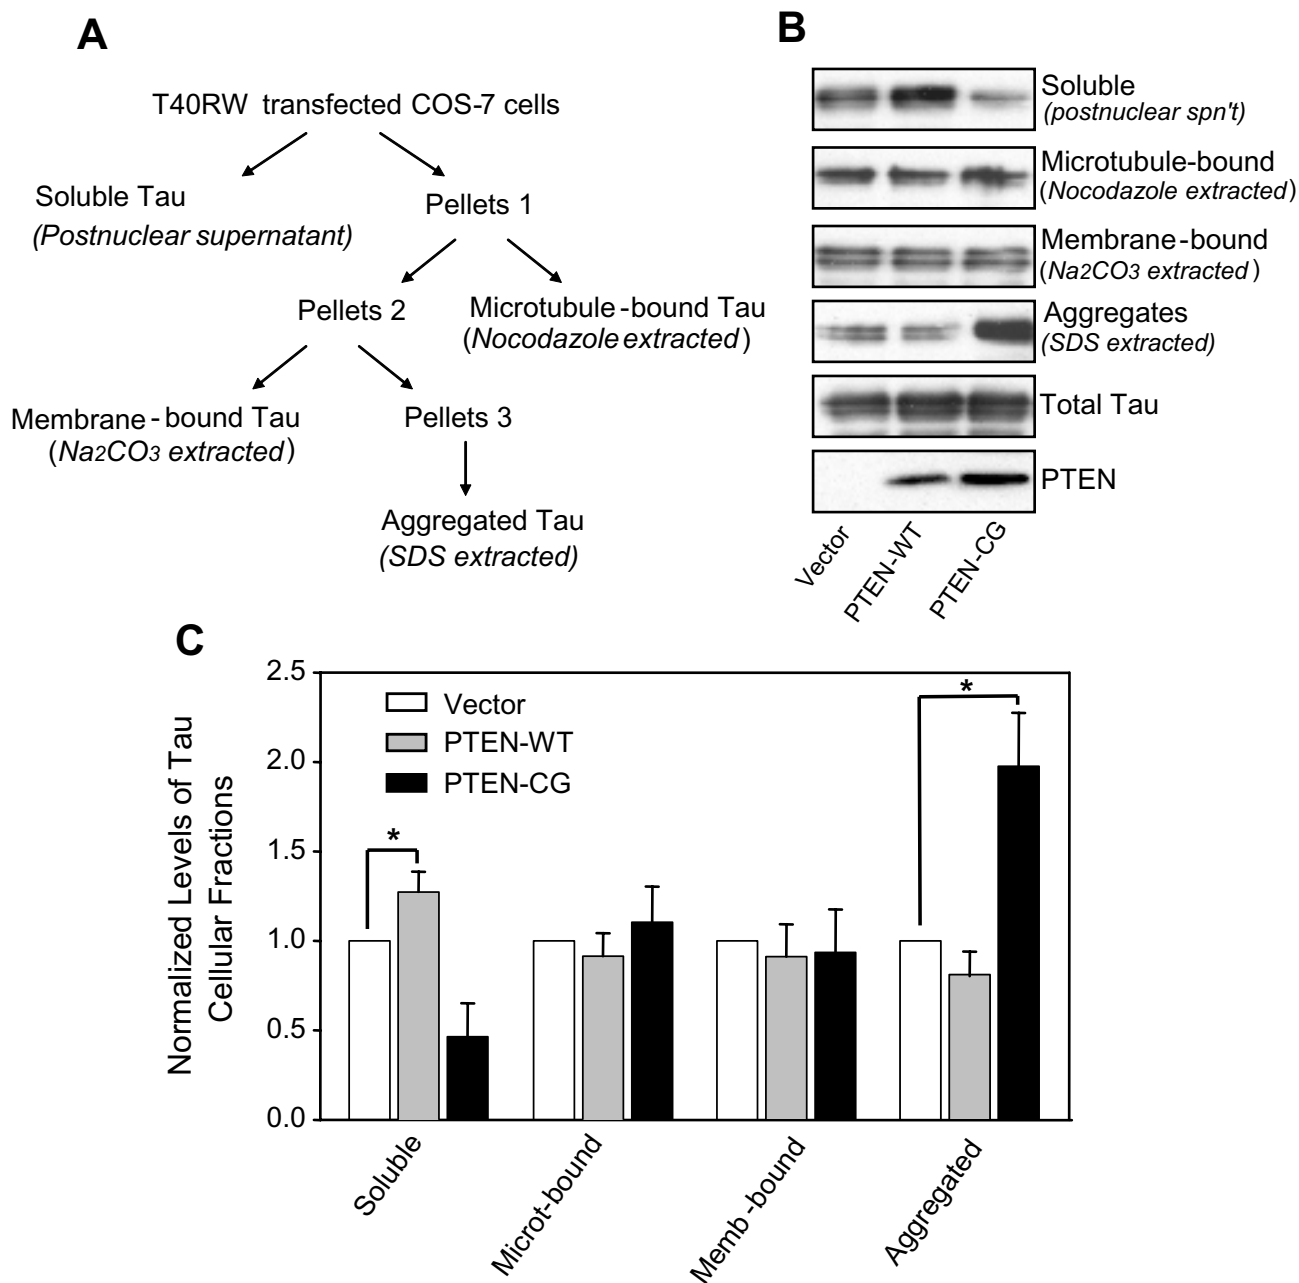 A
T40RW transfected COS-7 cells
Soluble Tau
(Postnuclear supernatant)
Pellets 1
Pellets 2
Microtubule-bound Tau
(Nocodazole extracted)
Membrane-bound Tau
(Na2CO3 extracted)
Pellets 3
Aggregated Tau
(SDS extracted)
B
Soluble
(postnuclear spn't)
Microtubule-bound
(Nocodazole extracted)
Membrane-bound
(Na2CO3 extracted)
Aggregates
(SDS extracted)
Total Tau
PTEN
Vector
PTEN-WT
PTEN-CG
C
Normalized Levels of Tau
Cellular Fractions
2.5
2.0
1.5
1.0
0.5
0.0
Vector
PTEN-WT
PTEN-CG
*
*
Soluble
Microt-bound
Memb-bound
Aggregated